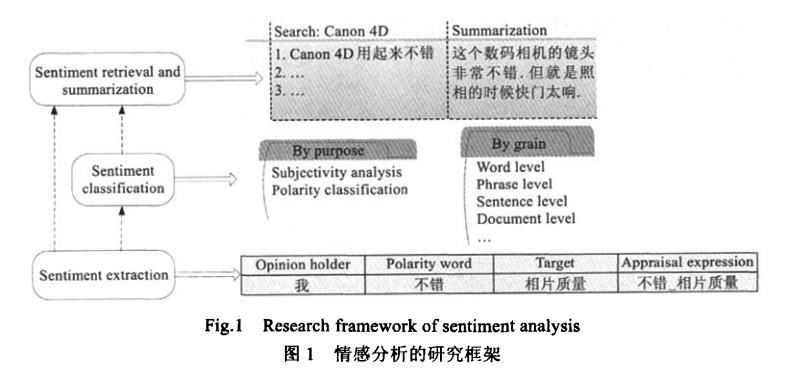 Search: Canon 4D
Summarization
Sentiment retrieval and
summarization
1. Canon 4D 用起来不错
2. …
3. …
这个数码相机的镜头
非常不错.但就是照
相的时候快门太响.
Sentiment
classification
By purpose
Subjectivity analysis
Polarity classification
By grain
Word level
Phrase level
Sentence level
Document level
…
Sentiment extraction
Opinion holder Polarity word Target Appraisal expression
我 不错 相片质量 不错_相片质量
Fig.1 Research framework of sentiment analysis
图 1 情感分析的研究框架